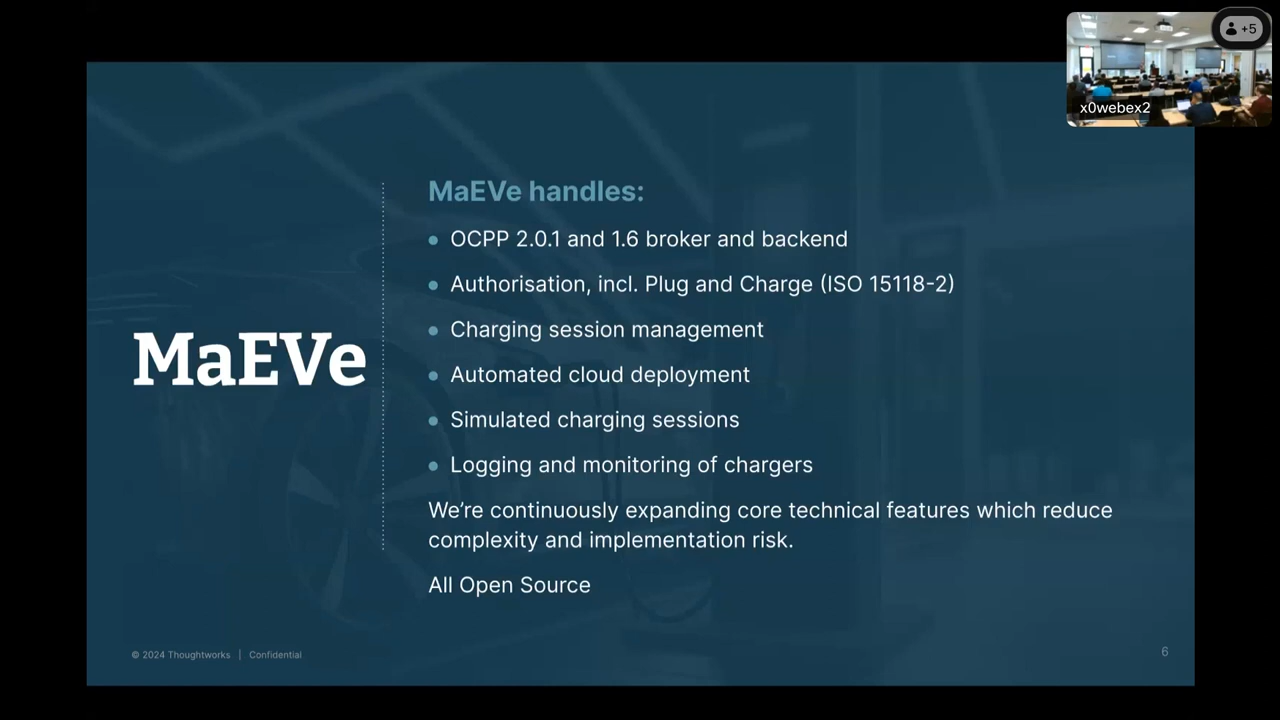 +5
x0webex2
MaEVe
MaEVe handles:
OCPP 2.0.1 and 1.6 broker and backend
Authorisation, incl. Plug and Charge (ISO 15118-2)
Charging session management
Automated cloud deployment
Simulated charging sessions
Logging and monitoring of chargers
We’re continuously expanding core technical features which reduce
complexity and implementation risk.
All Open Source
© 2024 Thoughtworks | Confidential
6